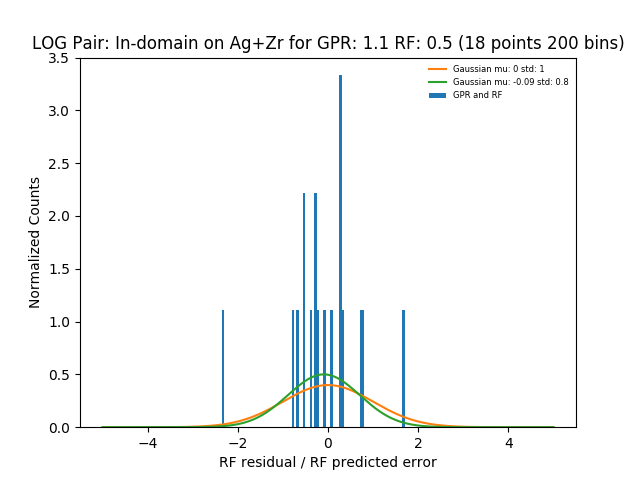 LOG Pair: In-domain on Ag+Zr for GPR: 1.1 RF: 0.5 (18 points 200 bins)
Gaussian mu: 0 std: 1
Gaussian mu: -0.09 std: 0.8
GPR and RF
Normalized Counts
3.5
3.0
2.5
2.0
1.5
1.0
0.5
0.0
−4
−2
0
2
4
RF residual / RF predicted error